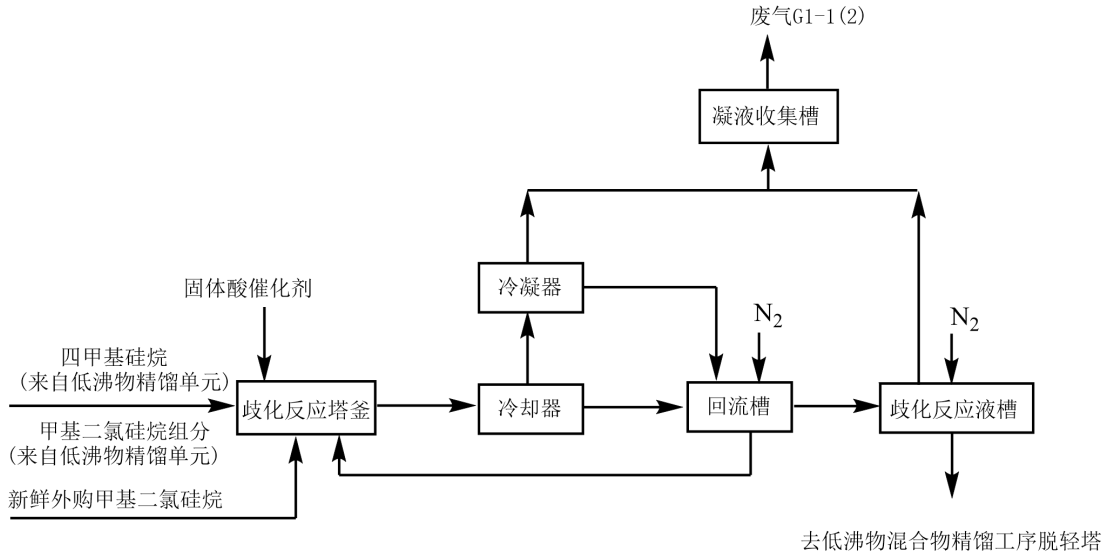 废气G1-1(2)
凝液收集槽
冷凝器
固体酸催化剂
N2
N2
四甲基硅烷
(来自低沸物精馏单元)
歧化反应塔釜
冷却器
回流槽
歧化反应液槽
甲基二氯硅烷组分
(来自低沸物精馏单元)
新鲜外购甲基二氯硅烷
去低沸物混合物精馏工序脱轻塔